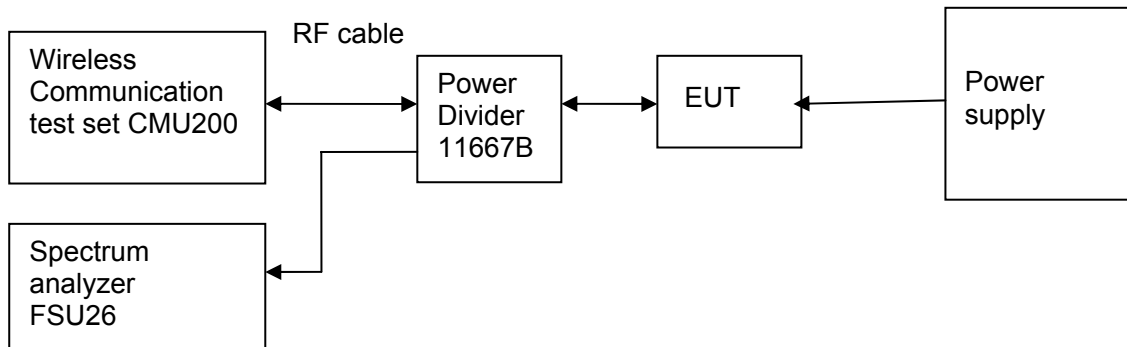 RF cable
Wireless
Communication
test set CMU200
Power
Divider
11667B
EUT
Power
supply
Spectrum
analyzer
FSU26